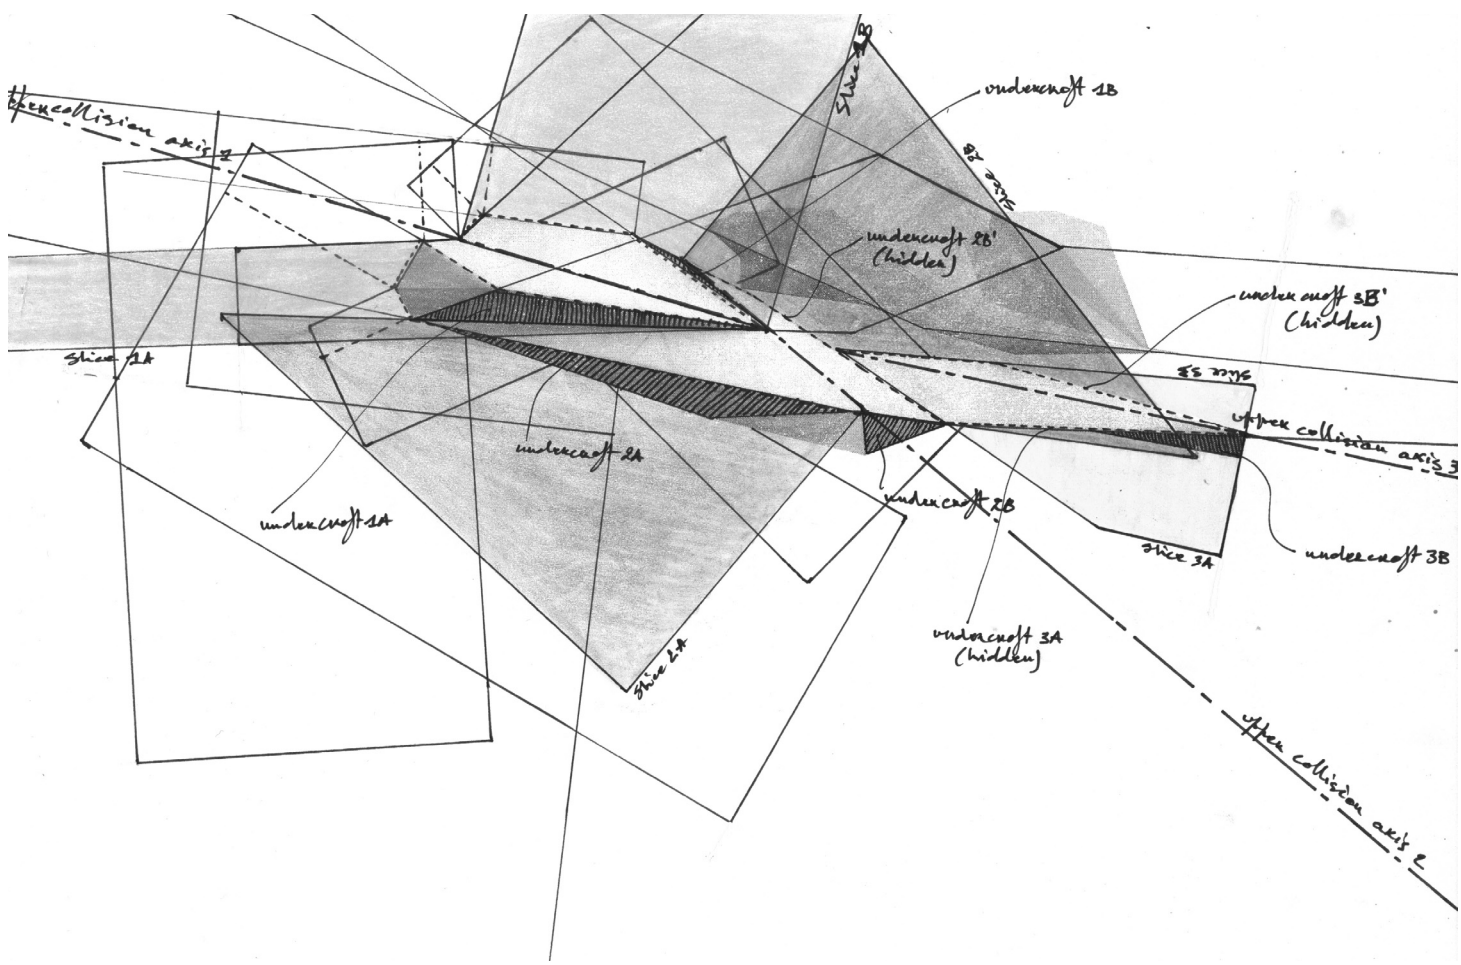 undercroft 1B
Slice 1B
upper collision axis 1
Slice 2B
undercroft 2B'
(hidden)
undercroft 3B'
(hidden)
Slice 1A
upper collision axis 3
undercroft 2A
undercroft 2B
undercroft 1A
Slice 3A
undercroft 3B
undercroft 3A
(hidden)
Slice 2A
upper collision axis 2